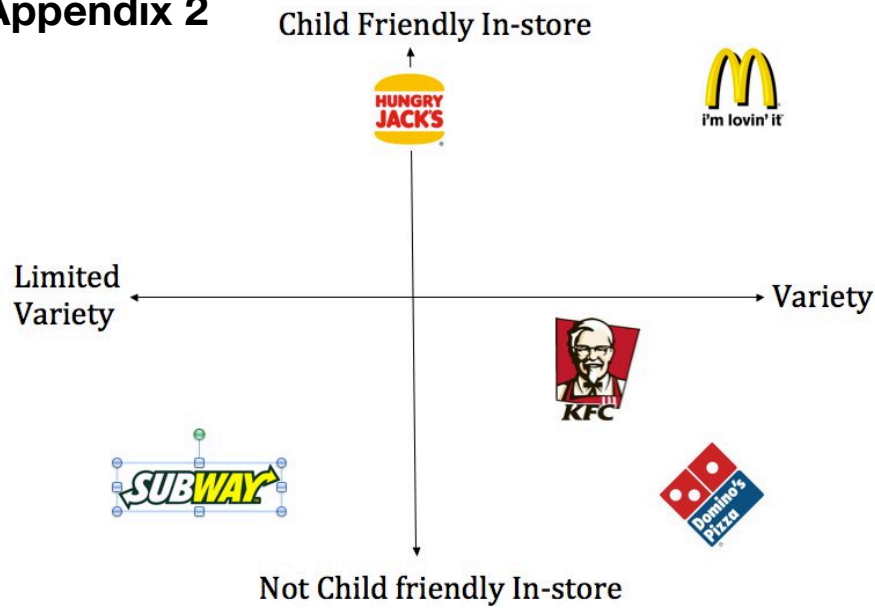 Appendix 2
Child Friendly In-store
HUNGRY
JACK'S
i'm lovin' it
Limited
Variety
Variety
KFC
SUBWAY
Domino's
Pizza
Not Child friendly In-store